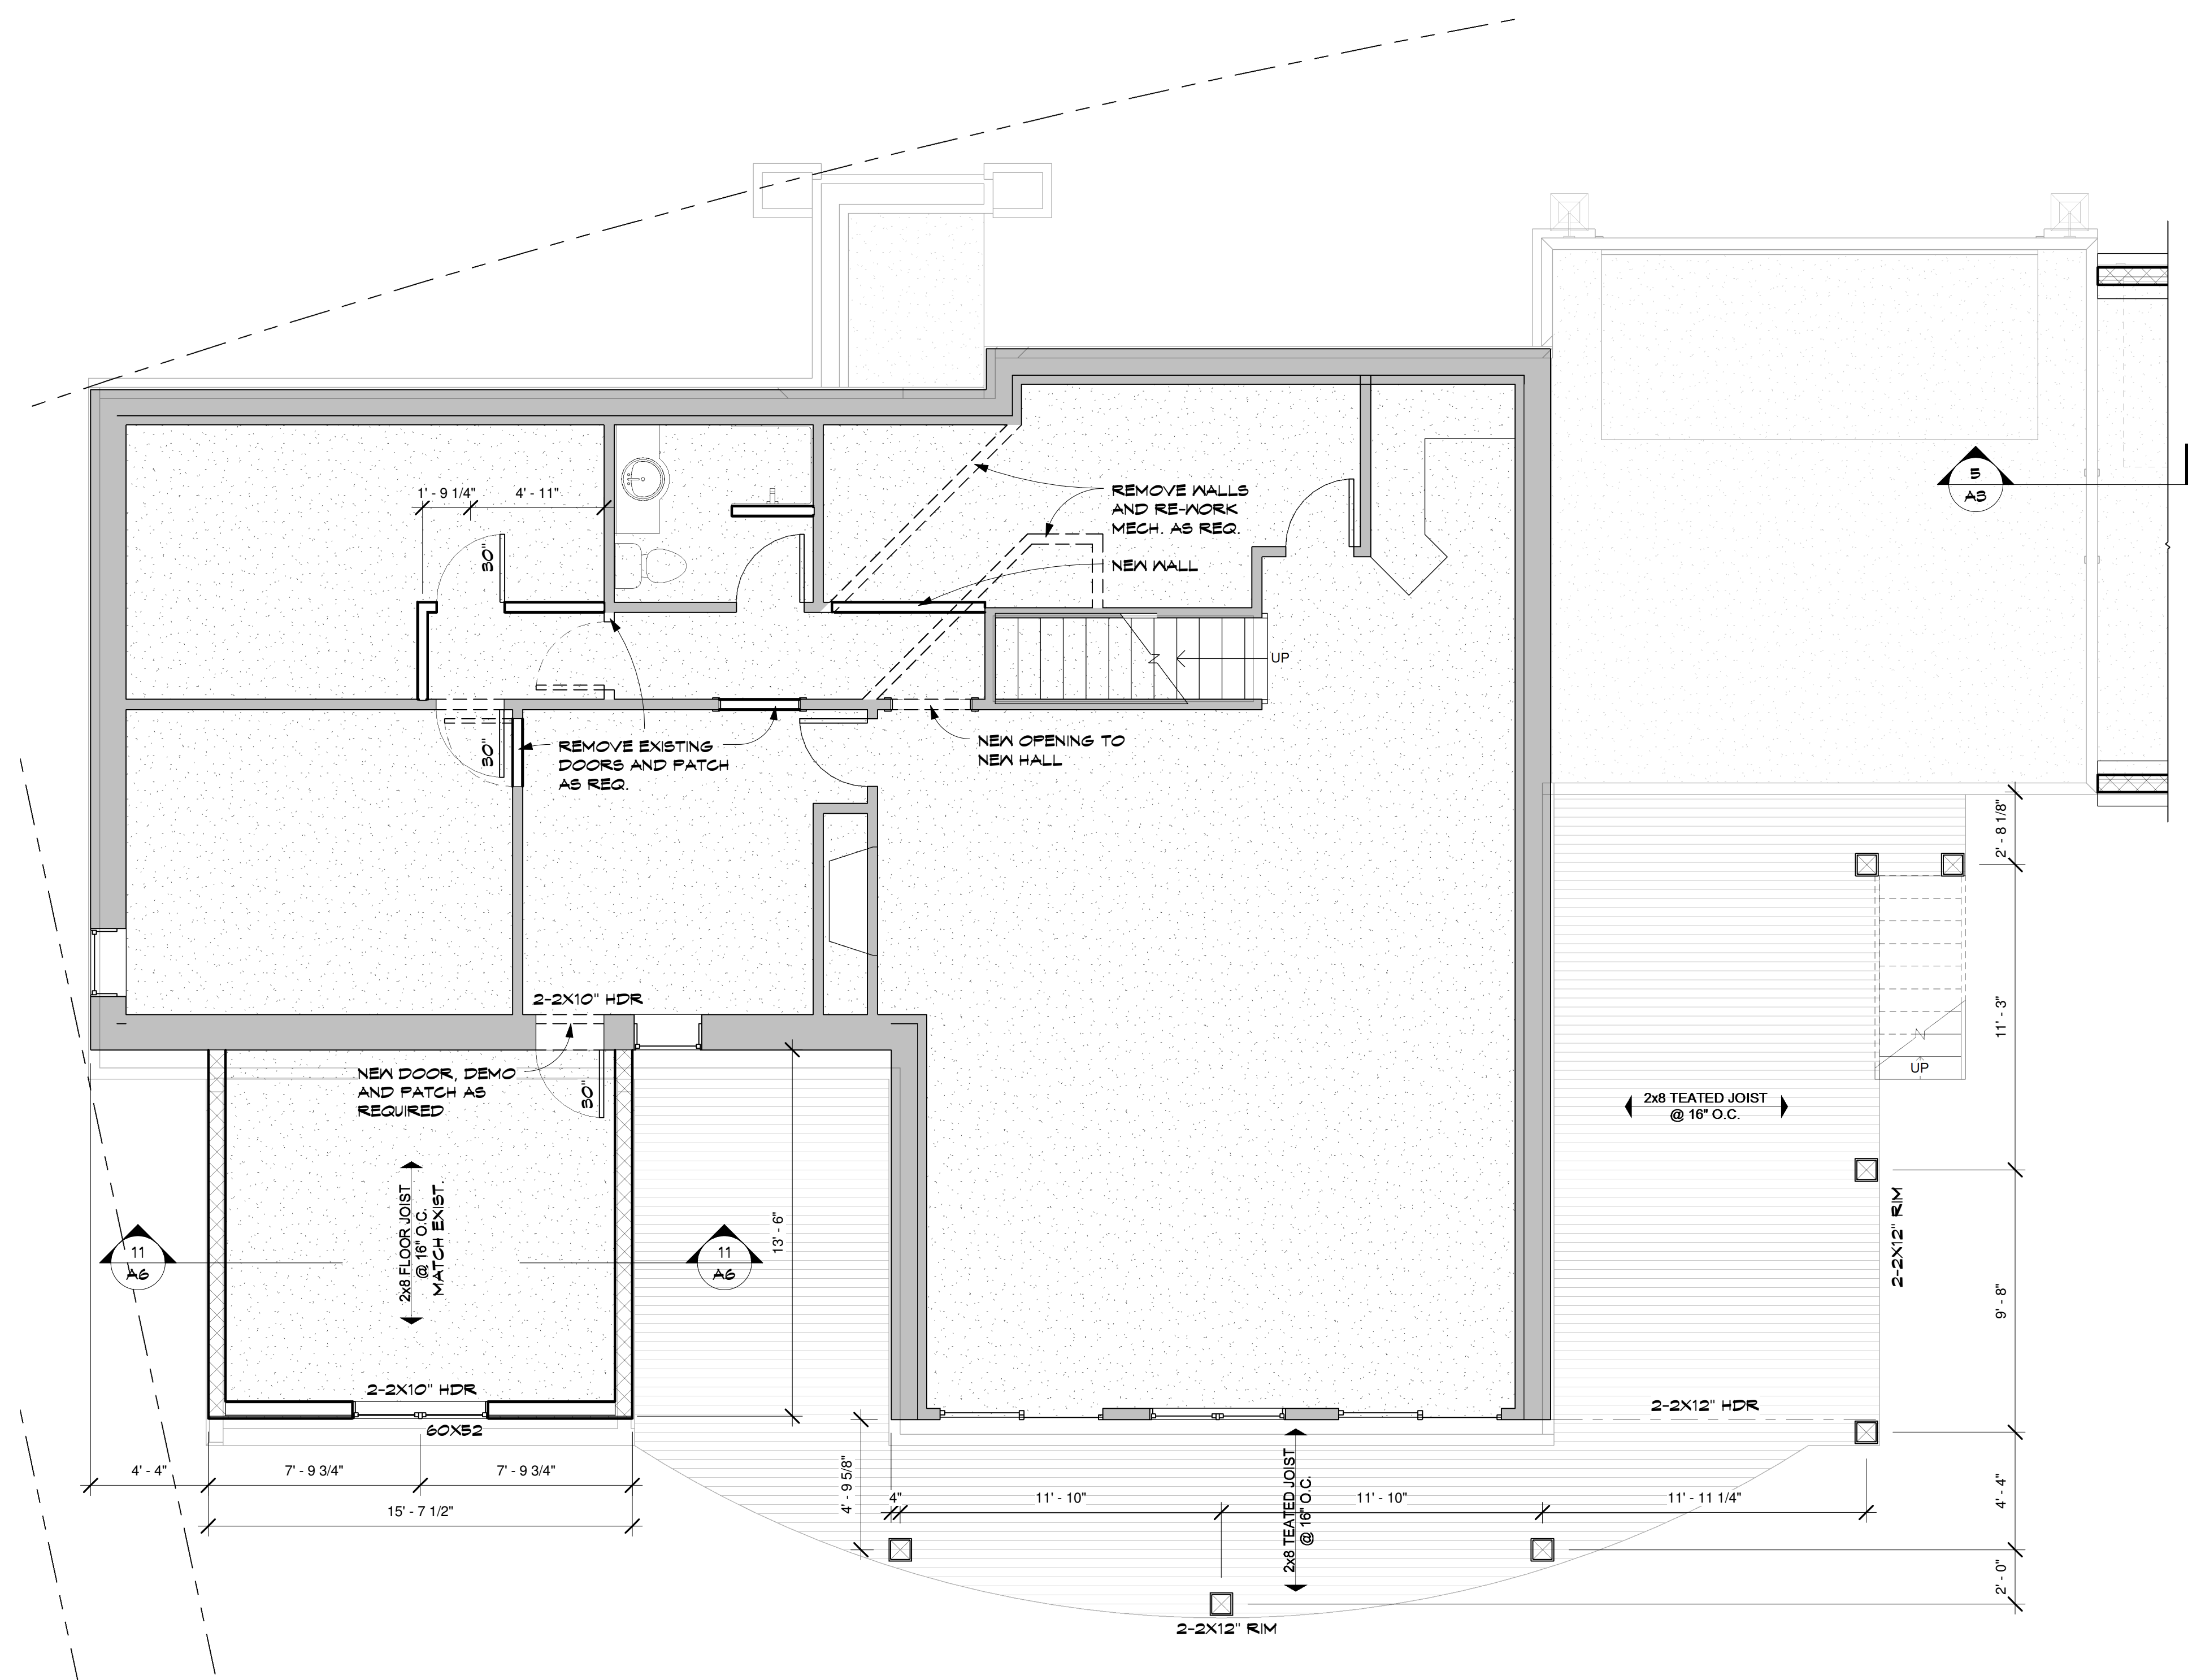 1' - 9 1/4"
4' - 11"
REMOVE WALLS
AND RE-WORK
MECH. AS REQ.
5
A3
30"
NEW WALL
UP
30"
REMOVE EXISTING
DOORS AND PATCH
AS REQ.
NEW OPENING TO
NEW HALL
2' - 8 1/8"
2-2X10" HDR
11' - 3"
NEW DOOR, DEMO
AND PATCH AS
REQUIRED
30"
UP
2x8 TEATED JOIST
@ 16" O.C.
2x8 FLOOR JOIST
@ 16" O.C.
MATCH EXIST.
11
A6
11
A6
13' - 6"
2-2X12" RIM
9' - 8"
2-2X10" HDR
60X52
2-2X12" HDR
4' - 4"
7' - 9 3/4"
7' - 9 3/4"
15' - 7 1/2"
4' - 9 5/8"
4"
11' - 10"
2x8 TEATED JOIST
@ 16" O.C.
11' - 10"
11' - 11 1/4"
4' - 4"
2' - 0"
2-2X12" RIM